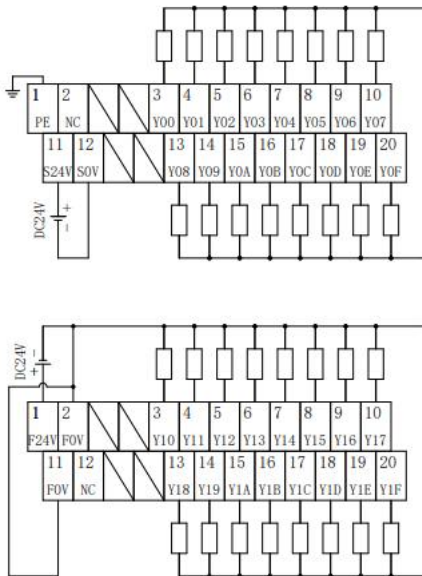 1 2 3 4 5 6 7 8 9 10
PE NC Y00 Y01 Y02 Y03 Y04 Y05 Y06 Y07
11 12 13 14 15 16 17 18 19 20
S24V S0V Y08 Y09 Y0A Y0B Y0C Y0D Y0E Y0F
DC24V - +
DC24V + -
1 2 3 4 5 6 7 8 9 10
F24V F0V Y10 Y11 Y12 Y13 Y14 Y15 Y16 Y17
11 12 13 14 15 16 17 18 19 20
F0V NC Y18 Y19 Y1A Y1B Y1C Y1D Y1E Y1F